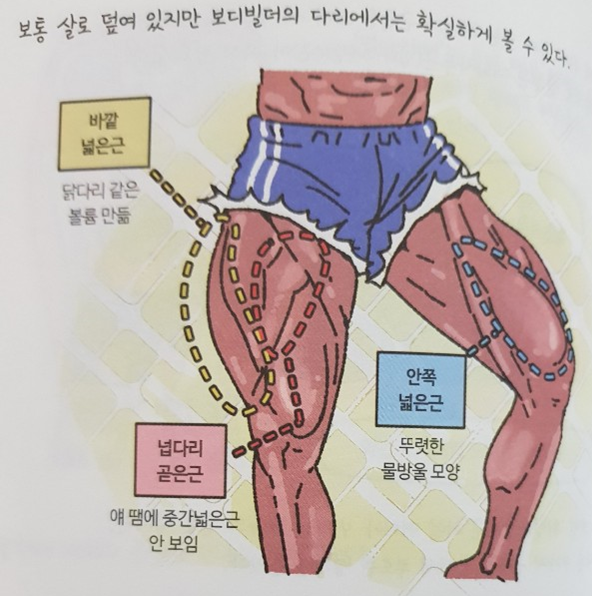 보통 살로 덮여 있지만 보디빌더의 다리에서는 확실하게 볼 수 있다.
바깥
넓은근
닭다리 같은
볼륨 만듦
안쪽
넓은근
뚜렷한
물방울 모양
넙다리
곧은근
얘 땜에 중간넓은근
안 보임